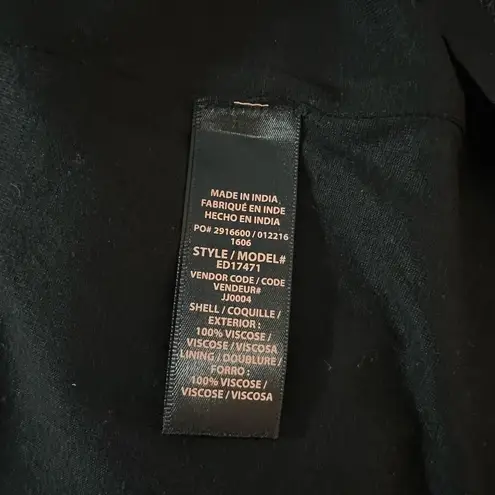 MADE IN INDIA
FABRIQUÉ EN INDE
HECHO EN INDIA
PO# 2916600 / 012216
1606
STYLE / MODEL#
ED17471
VENDOR CODE / CODE
VENDEUR#
JJ0004
SHELL / COQUILLE /
EXTERIOR :
100% VISCOSE /
VISCOSE / VISCOSA
LINING / DOUBLURE /
FORRO :
100% VISCOSE /
VISCOSE / VISCOSA